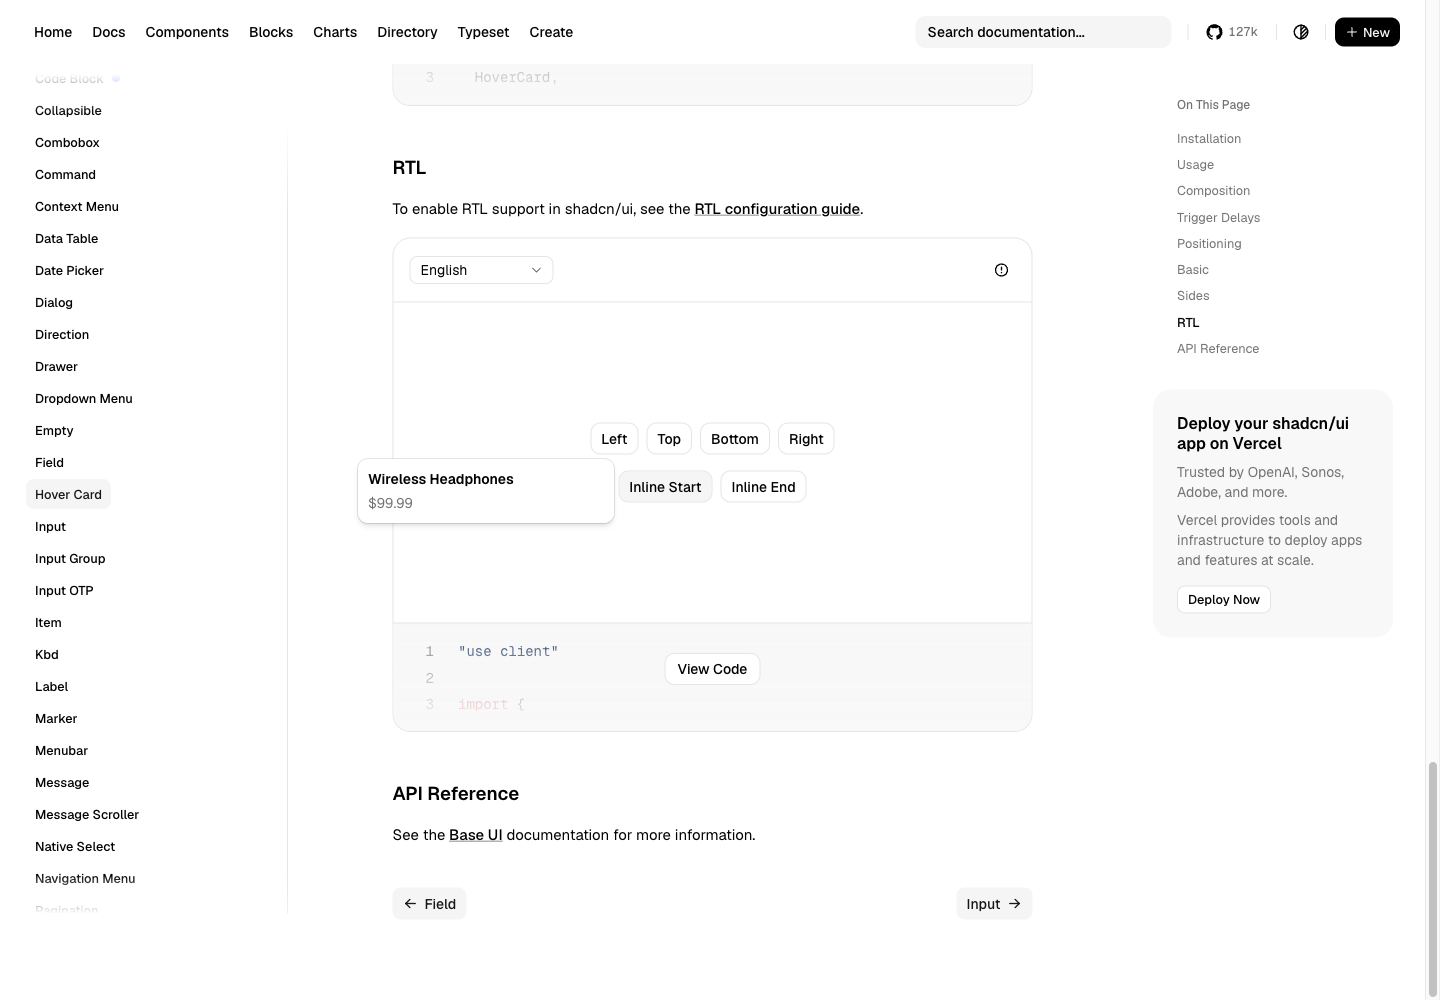 Home
Docs
Components
Blocks
Charts
Directory
Typeset
Create
Search documentation...
127k
New
Code Block
Collapsible
Combobox
Command
Context Menu
Data Table
Date Picker
Dialog
Direction
Drawer
Dropdown Menu
Empty
Field
Hover Card
Input
Input Group
Input OTP
Item
Kbd
Label
Marker
Menubar
Message
Message Scroller
Native Select
Navigation Menu
Pagination
3 HoverCard,
RTL
To enable RTL support in shadcn/ui, see the RTL configuration guide.
English
Left
Top
Bottom
Right
Wireless Headphones
$99.99
Inline Start
Inline End
1 "use client"
2
3 import {
View Code
API Reference
See the Base UI documentation for more information.
Field
Input
On This Page
Installation
Usage
Composition
Trigger Delays
Positioning
Basic
Sides
RTL
API Reference
Deploy your shadcn/ui
app on Vercel
Trusted by OpenAI, Sonos,
Adobe, and more.
Vercel provides tools and
infrastructure to deploy apps
and features at scale.
Deploy Now